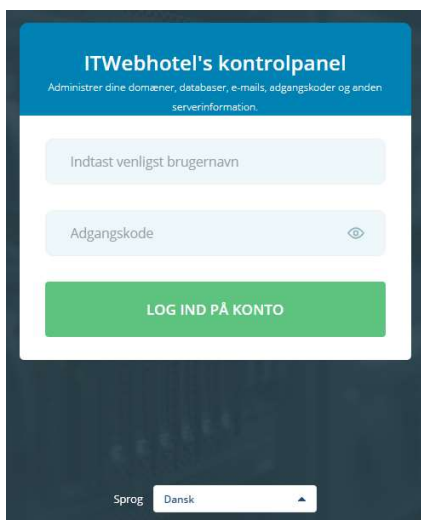 ITWebhotel's kontrolpanel
Administrer dine domæner, databaser, e-mails, adgangskoder og anden
serverinformation.
Indtast venligst brugernavn
Adgangskode
LOG IND PÅ KONTO
Sprog Dansk